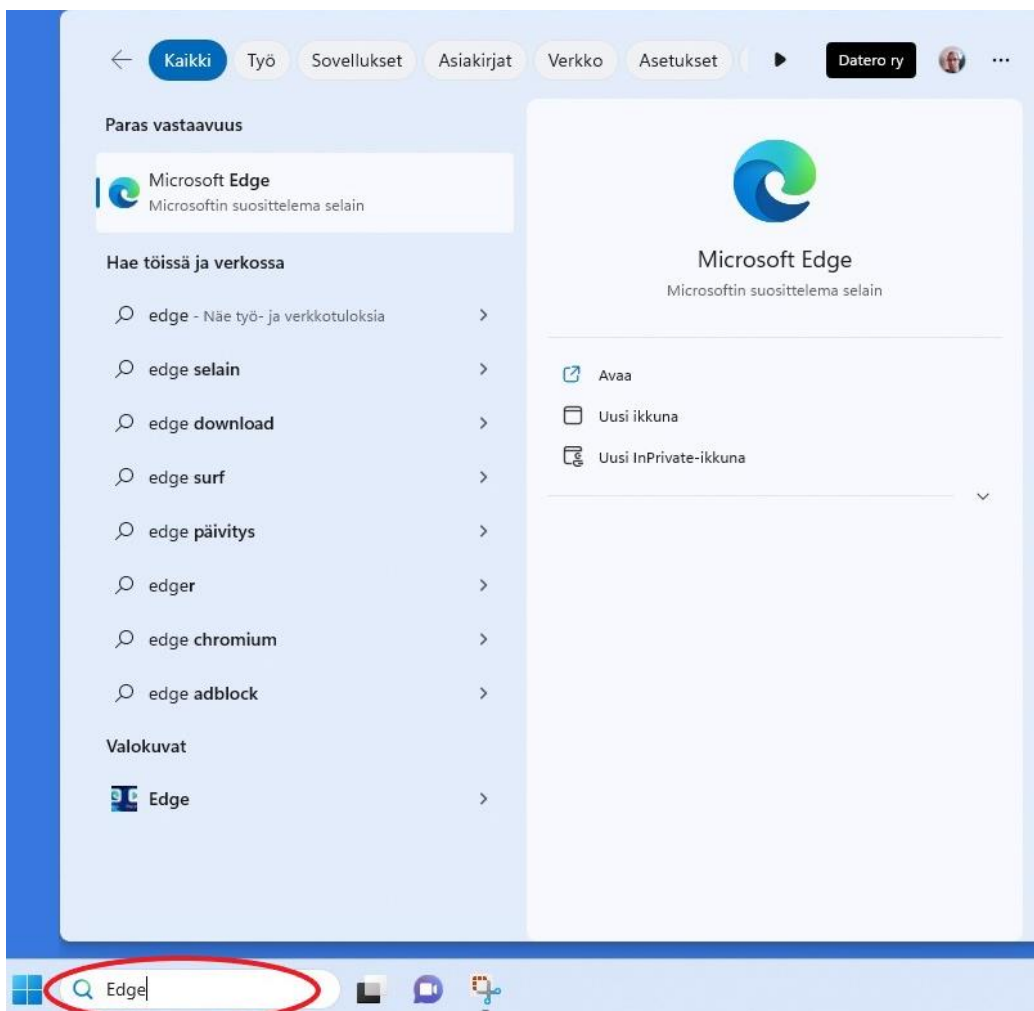 Kaikki Työ Sovellukset Asiakirjat Verkko Asetukset Datero ry
Paras vastaavuus
Microsoft Edge
Microsoftin suosittelema selain
Hae töissä ja verkossa
edge - Näe työ- ja verkkotuloksia
edge selain
edge download
edge surf
edge päivitys
edger
edge chromium
edge adblock
Valokuvat
Edge
Microsoft Edge
Microsoftin suosittelema selain
Avaa
Uusi ikkuna
Uusi InPrivate-ikkuna
Edge